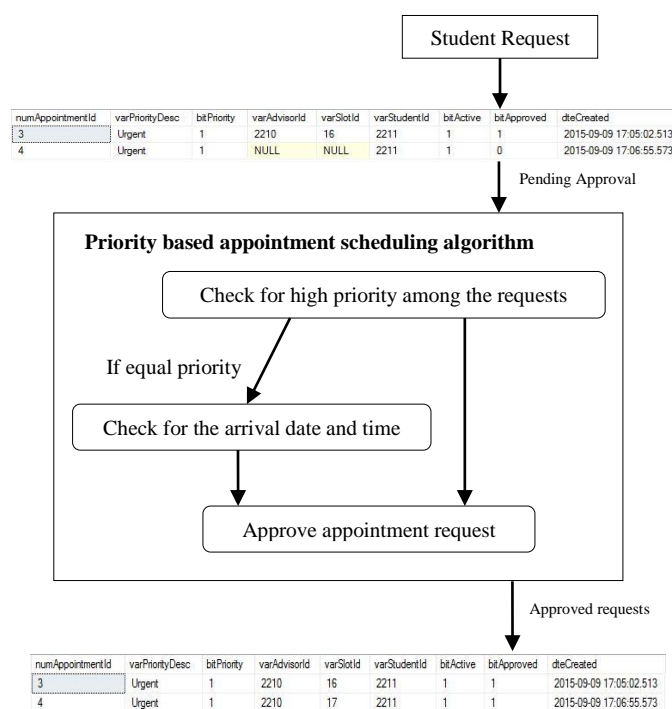 Student Request
numAppointmentId varPriorityDesc bitPriority varAdvisorId varSlotId varStudentId bitActive bitApproved dteCreated
3 Urgent 1 2210 16 2211 1 1 2015-09-09 17:05:02.513
4 Urgent 1 NULL NULL 2211 1 0 2015-09-09 17:06:55.573
Pending Approval
Priority based appointment scheduling algorithm
Check for high priority among the requests
If equal priority
Check for the arrival date and time
Approve appointment request
Approved requests
numAppointmentId varPriorityDesc bitPriority varAdvisorId varSlotId varStudentId bitActive bitApproved dteCreated
3 Urgent 1 2210 16 2211 1 1 2015-09-09 17:05:02.513
4 Urgent 1 2210 17 2211 1 1 2015-09-09 17:06:55.573